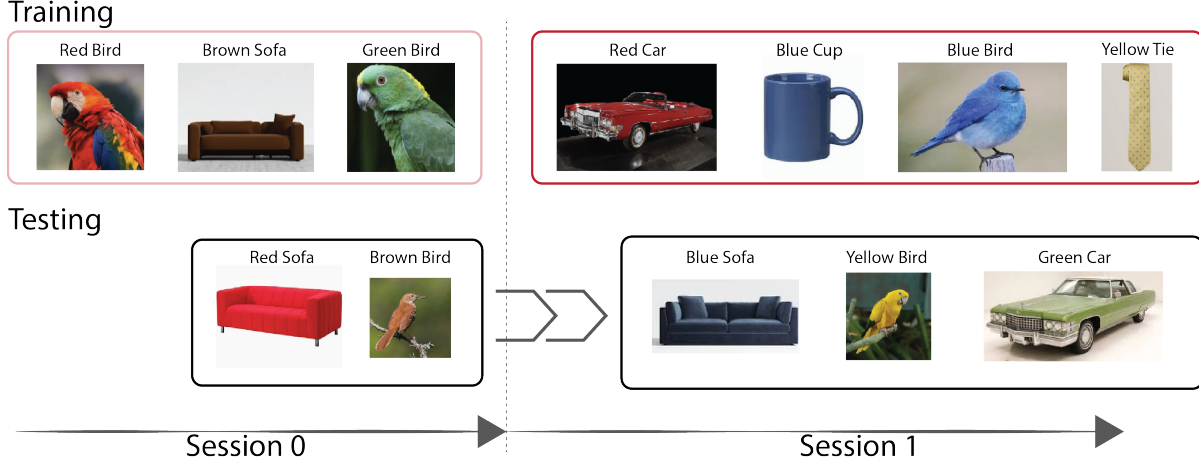 Training
Red Bird
Brown Sofa
Green Bird
Red Car
Blue Cup
Blue Bird
Yellow Tie
Testing
Red Sofa
Brown Bird
Blue Sofa
Yellow Bird
Green Car
Session 0
Session 1